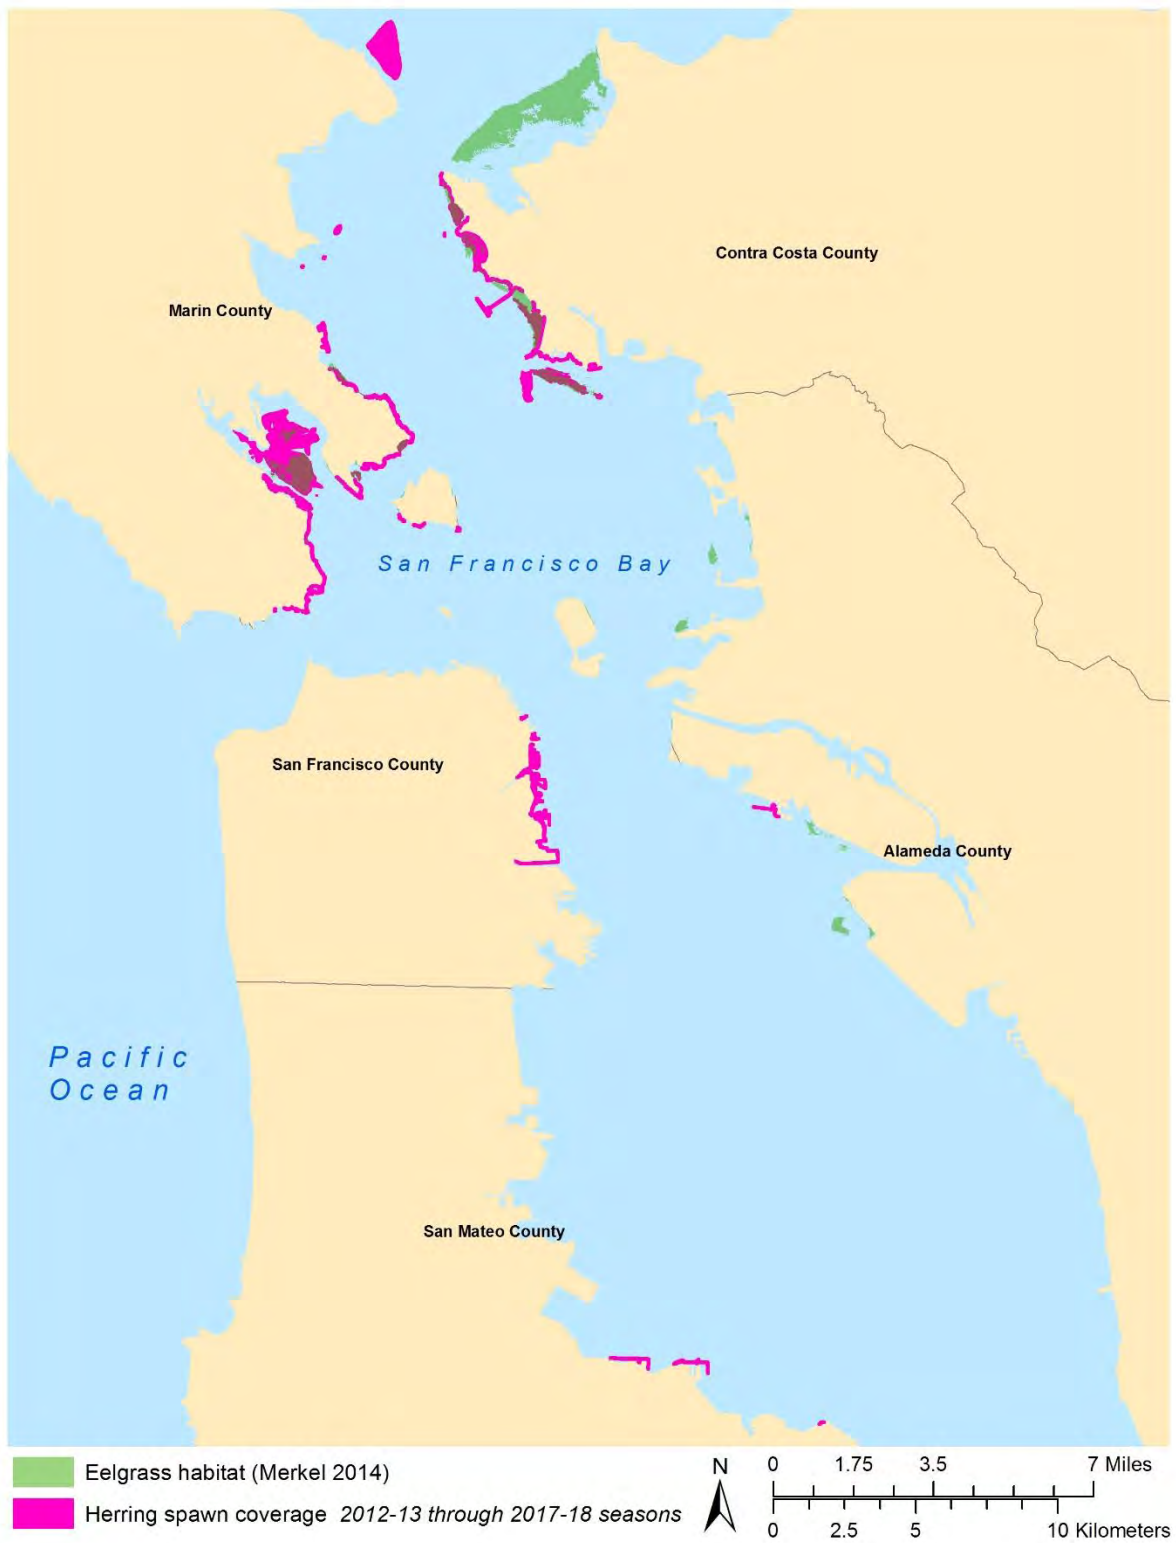 Contra Costa County
Marin County
San Francisco Bay
San Francisco County
Alameda County
Pacific
Ocean
San Mateo County
Eelgrass habitat (Merkel 2014)
Herring spawn coverage 2012-13 through 2017-18 seasons
N
0 1.75 3.5 7 Miles
0 2.5 5 10 Kilometers